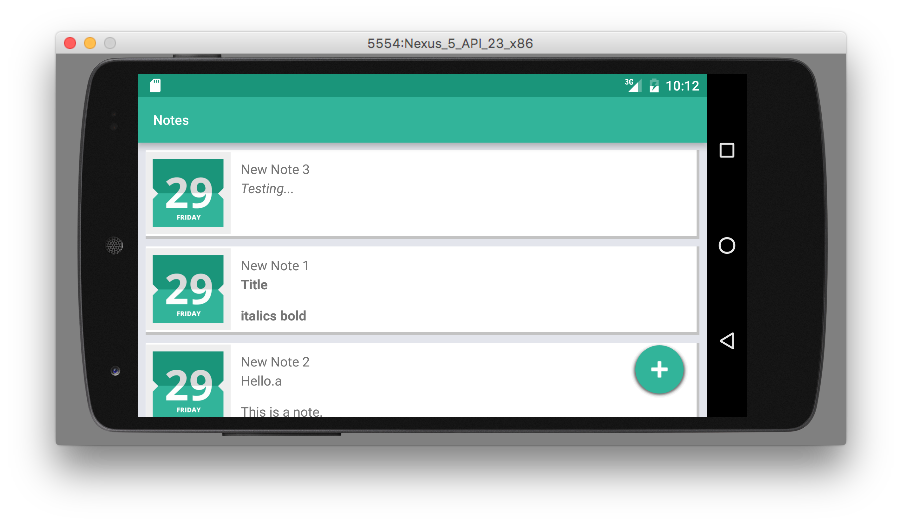 5554:Nexus_5_API_23_x86
3G 10:12
Notes
29
FRIDAY
New Note 3
Testing...
29
FRIDAY
New Note 1
Title
italics bold
29
FRIDAY
New Note 2
Hello.a
This is a note.